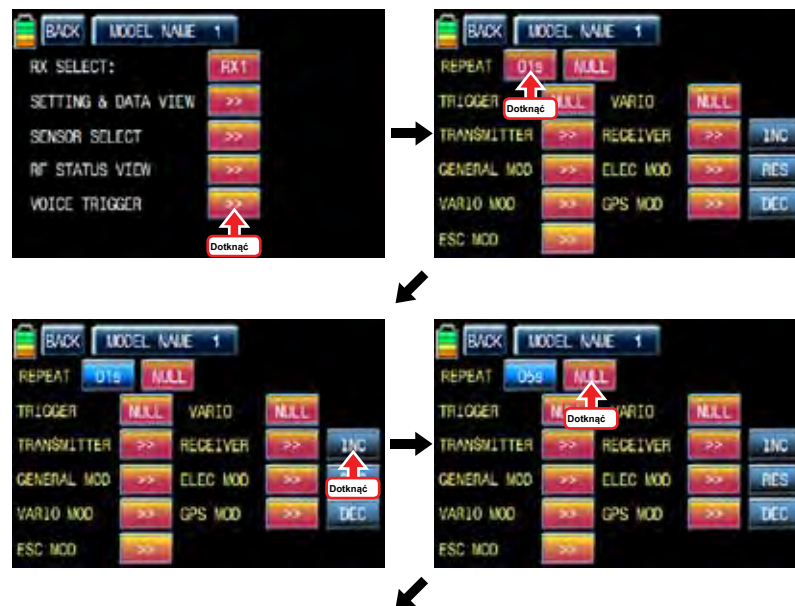 BACK MODEL NAME 1
RX SELECT: RX1
SETTING & DATA VIEW >>
SENSOR SELECT >>
RF STATUS VIEW >>
VOICE TRIGGER >>
Dotknąć
BACK MODEL NAME 1
REPEAT 01s NULL
TRIGGER NULL VARIO NULL
Dotknąć
TRANSMITTER >> RECEIVER >> INC
GENERAL MOD >> ELEC MOD >> RES
VARIO MOD >> GPS MOD >> DEC
ESC MOD >>
BACK MODEL NAME 1
REPEAT 01s NULL
TRIGGER NULL VARIO NULL
TRANSMITTER >> RECEIVER >> INC
GENERAL MOD >> ELEC MOD >>
Dotknąć
VARIO MOD >> GPS MOD >> DEC
ESC MOD >>
BACK MODEL NAME 1
REPEAT 05s NULL
TRIGGER VARIO NULL
Dotknąć
TRANSMITTER >> RECEIVER >> INC
GENERAL MOD >> ELEC MOD >> RES
VARIO MOD >> GPS MOD >> DEC
ESC MOD >>